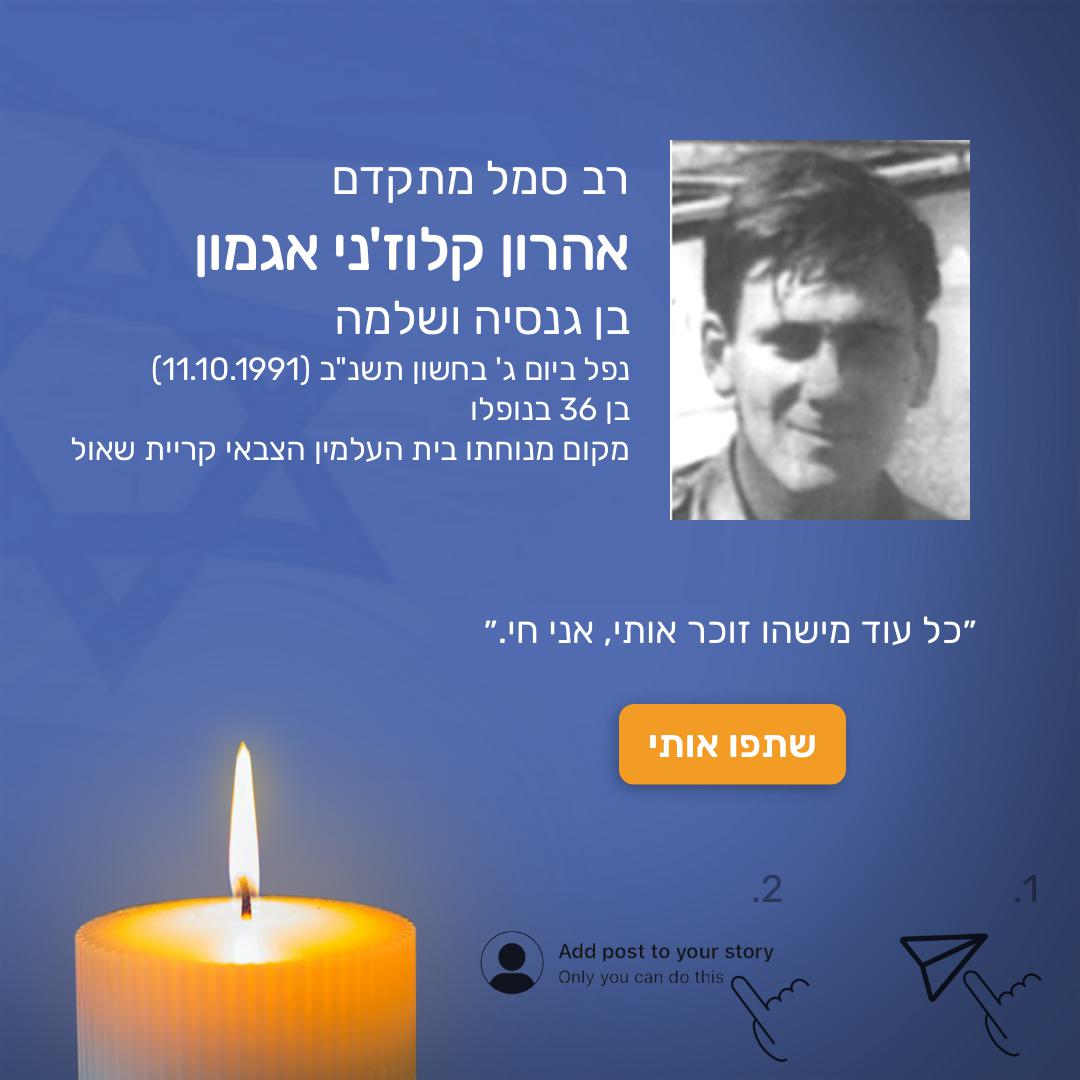 רב סמל מתקדם
אהרון קלוז'ני אגמון
בן גנסיה ושלמה
נפל ביום ג' בחשון תשנ"ב (11.10.1991)
בן 36 בנופלו
מקום מנוחתו בית העלמין הצבאי קריית שאול
״כל עוד מישהו זוכר אותי, אני חי.״
שתפו אותי
.1
.2
Add post to your story
Only you can do this